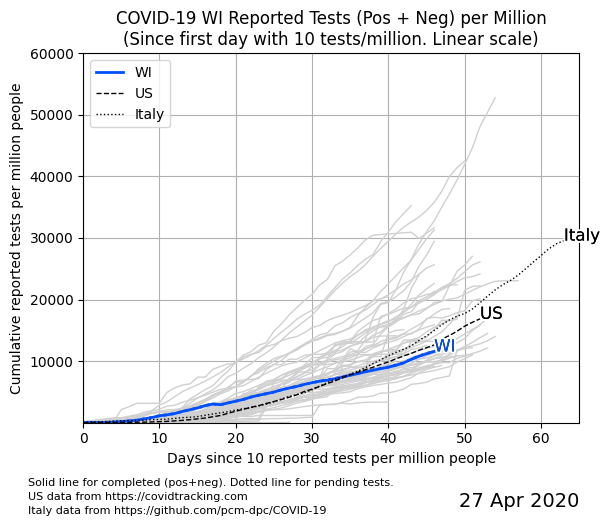 COVID-19 WI Reported Tests (Pos + Neg) per Million
(Since first day with 10 tests/million. Linear scale)
Cumulative reported tests per million people
60000
50000
40000
30000
20000
10000
WI
US
Italy
Italy
US
WI
0 10 20 30 40 50 60
Days since 10 reported tests per million people
Solid line for completed (pos+neg). Dotted line for pending tests.
US data from https://covidtracking.com
Italy data from https://github.com/pcm-dpc/COVID-19
27 Apr 2020